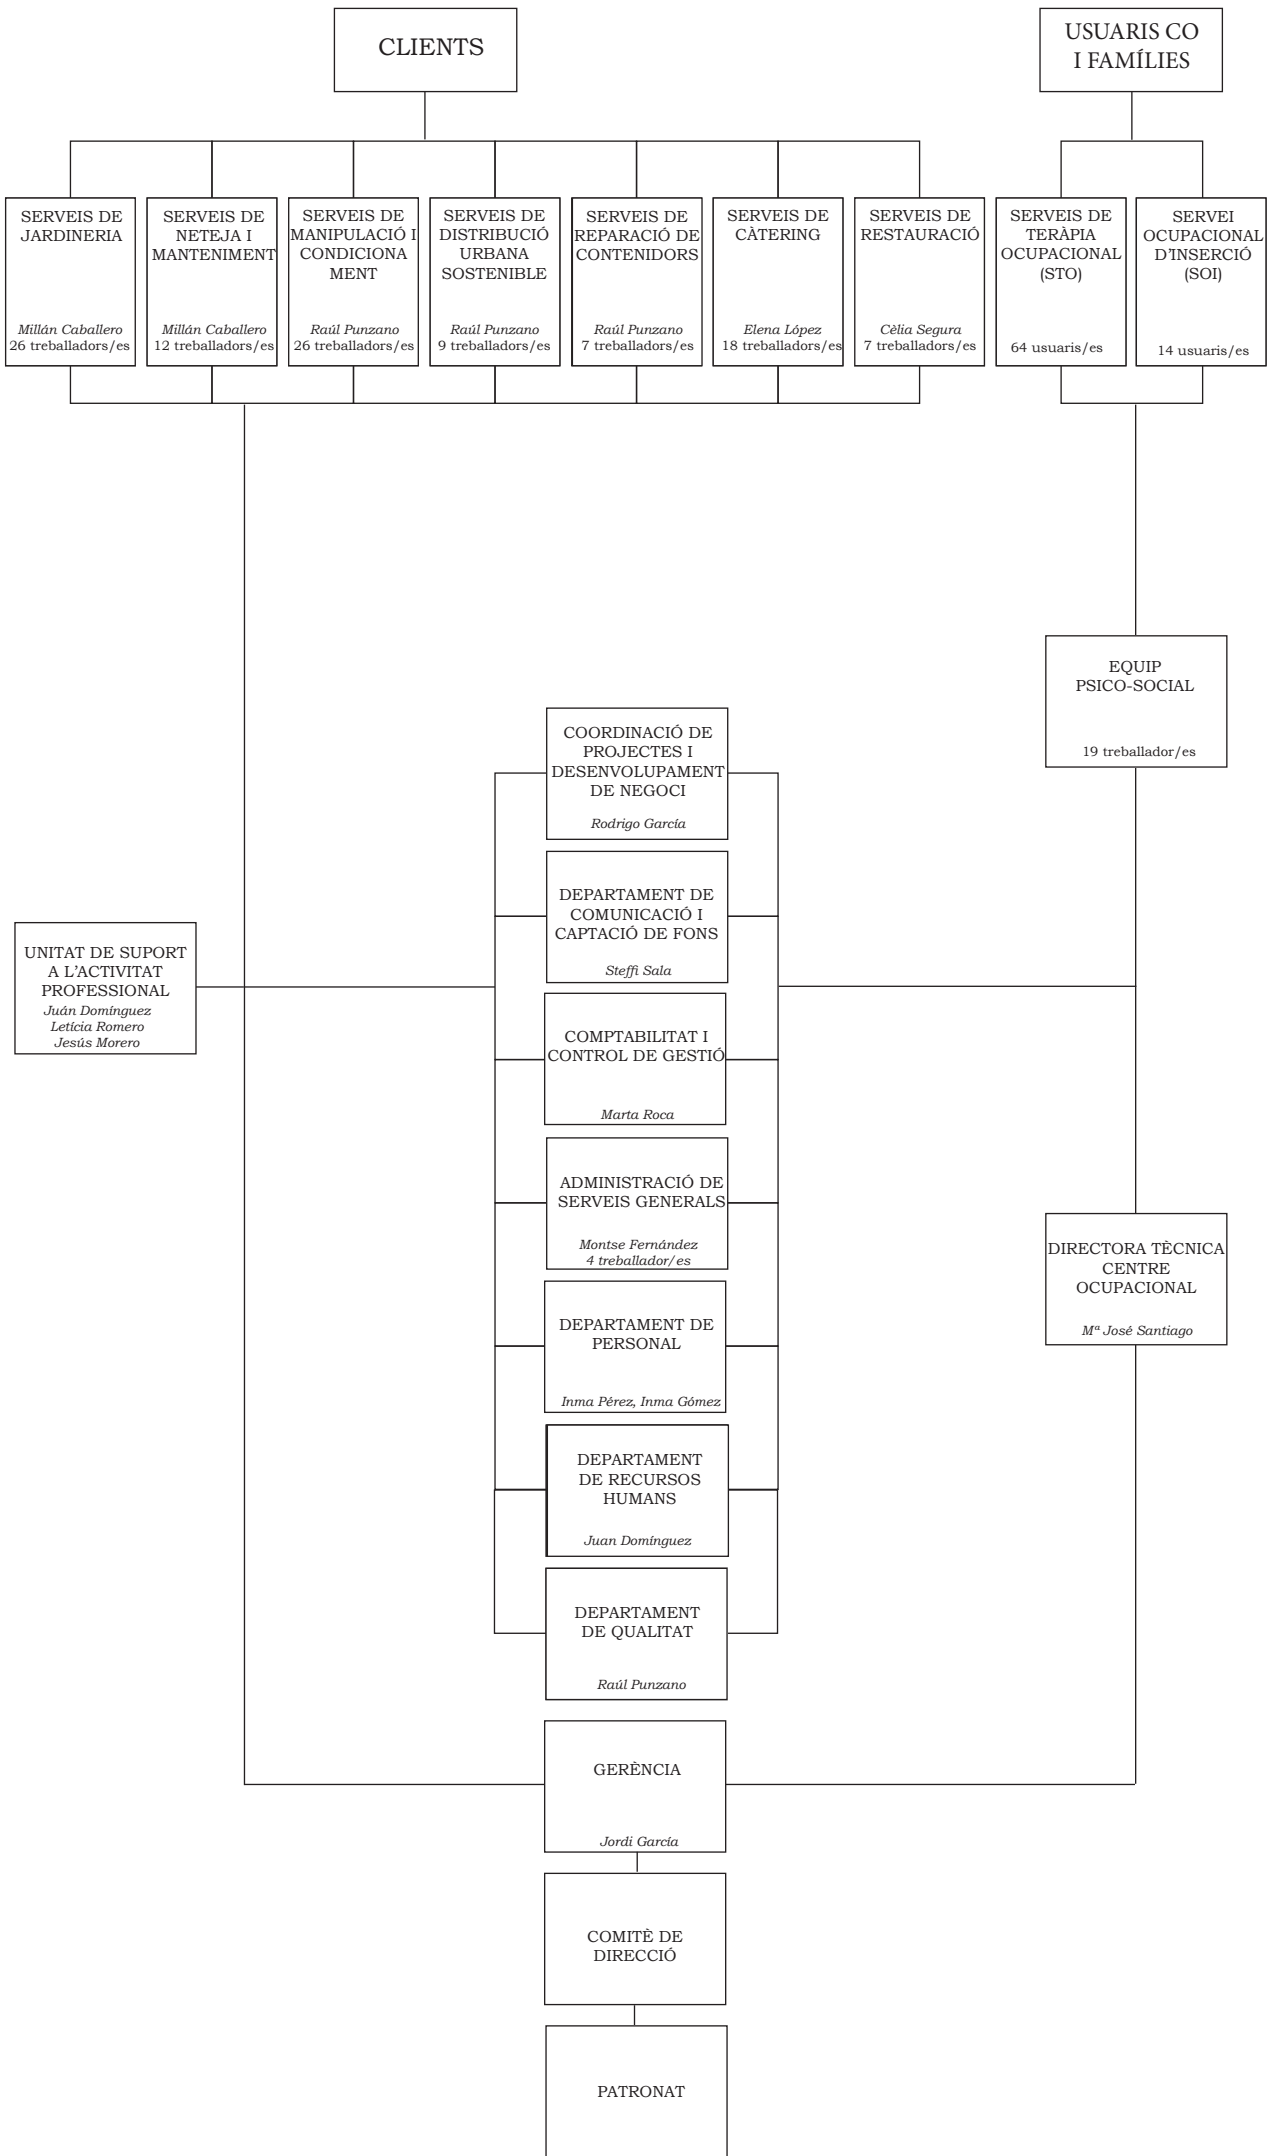 CLIENTS
USUARIS CO
I FAMÍLIES
SERVEIS DE
JARDINERIA
Millán Caballero
26 treballadors/es
SERVEIS DE
NETEJA I
MANTENIMENT
Millán Caballero
12 treballadors/es
SERVEIS DE
MANIPULACIÓ I
CONDICIONA
MENT
Raúl Punzano
26 treballadors/es
SERVEIS DE
DISTRIBUCIÓ
URBANA
SOSTENIBLE
Raúl Punzano
9 treballadors/es
SERVEIS DE
REPARACIÓ DE
CONTENIDORS
Raúl Punzano
7 treballadors/es
SERVEIS DE
CÀTERING
Elena López
18 treballadors/es
SERVEIS DE
RESTAURACIÓ
Cèlia Segura
7 treballadors/es
SERVEIS DE
TERÀPIA
OCUPACIONAL
(STO)
64 usuaris/es
SERVEI
OCUPACIONAL
D'INSERCIÓ
(SOI)
14 usuaris/es
EQUIP
PSICO-SOCIAL
19 treballador/es
COORDINACIÓ DE
PROJECTES I
DESENVOLUPAMENT
DE NEGOCI
Rodrigo García
DEPARTAMENT DE
COMUNICACIÓ I
CAPTACIÓ DE FONS
Steffi Sala
UNITAT DE SUPORT
A L'ACTIVITAT
PROFESSIONAL
Juán Domínguez
Letícia Romero
Jesús Morero
COMPTABILITAT I
CONTROL DE GESTIÓ
Marta Roca
ADMINISTRACIÓ DE
SERVEIS GENERALS
Montse Fernández
4 treballador/es
DIRECTORA TÈCNICA
CENTRE
OCUPACIONAL
Mª José Santiago
DEPARTAMENT DE
PERSONAL
Inma Pérez, Inma Gómez
DEPARTAMENT
DE RECURSOS
HUMANS
Juan Domínguez
DEPARTAMENT
DE QUALITAT
Raúl Punzano
GERÈNCIA
Jordi García
COMITÈ DE
DIRECCIÓ
PATRONAT